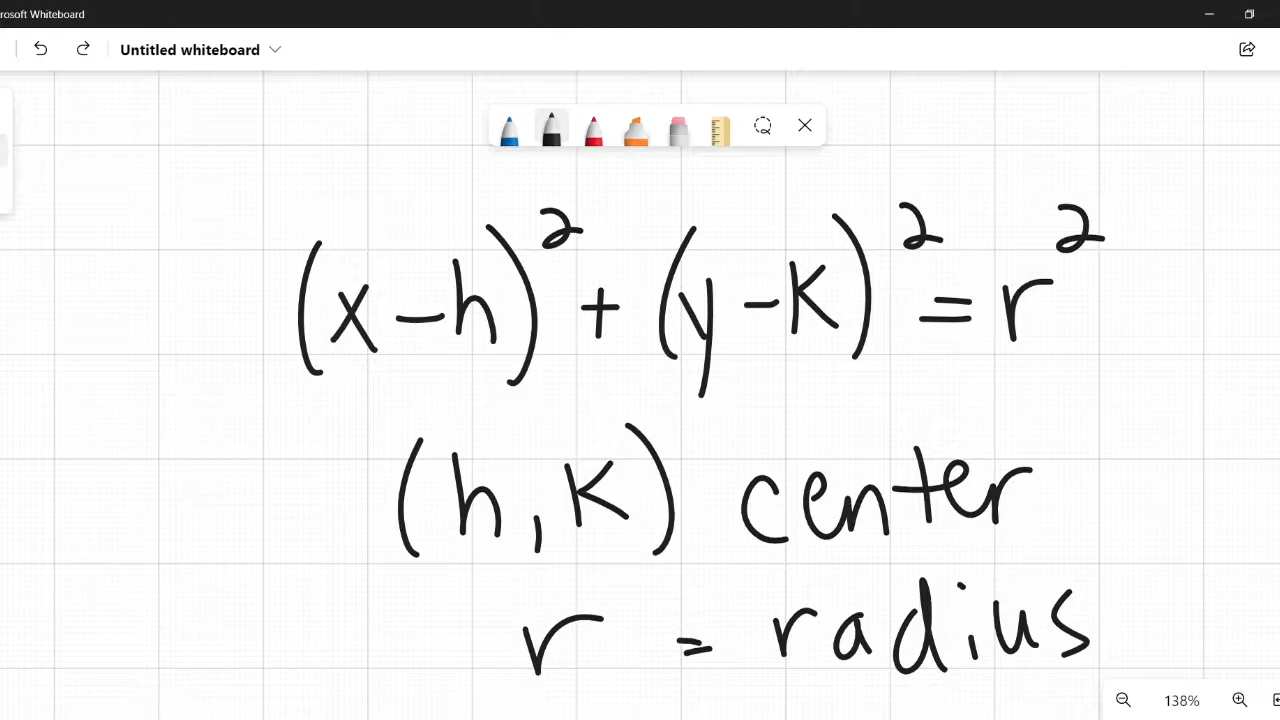 rosoft Whiteboard
Untitled whiteboard
(x-h)² + (y-k)² = r²
(h,k) center
r = radius
138%